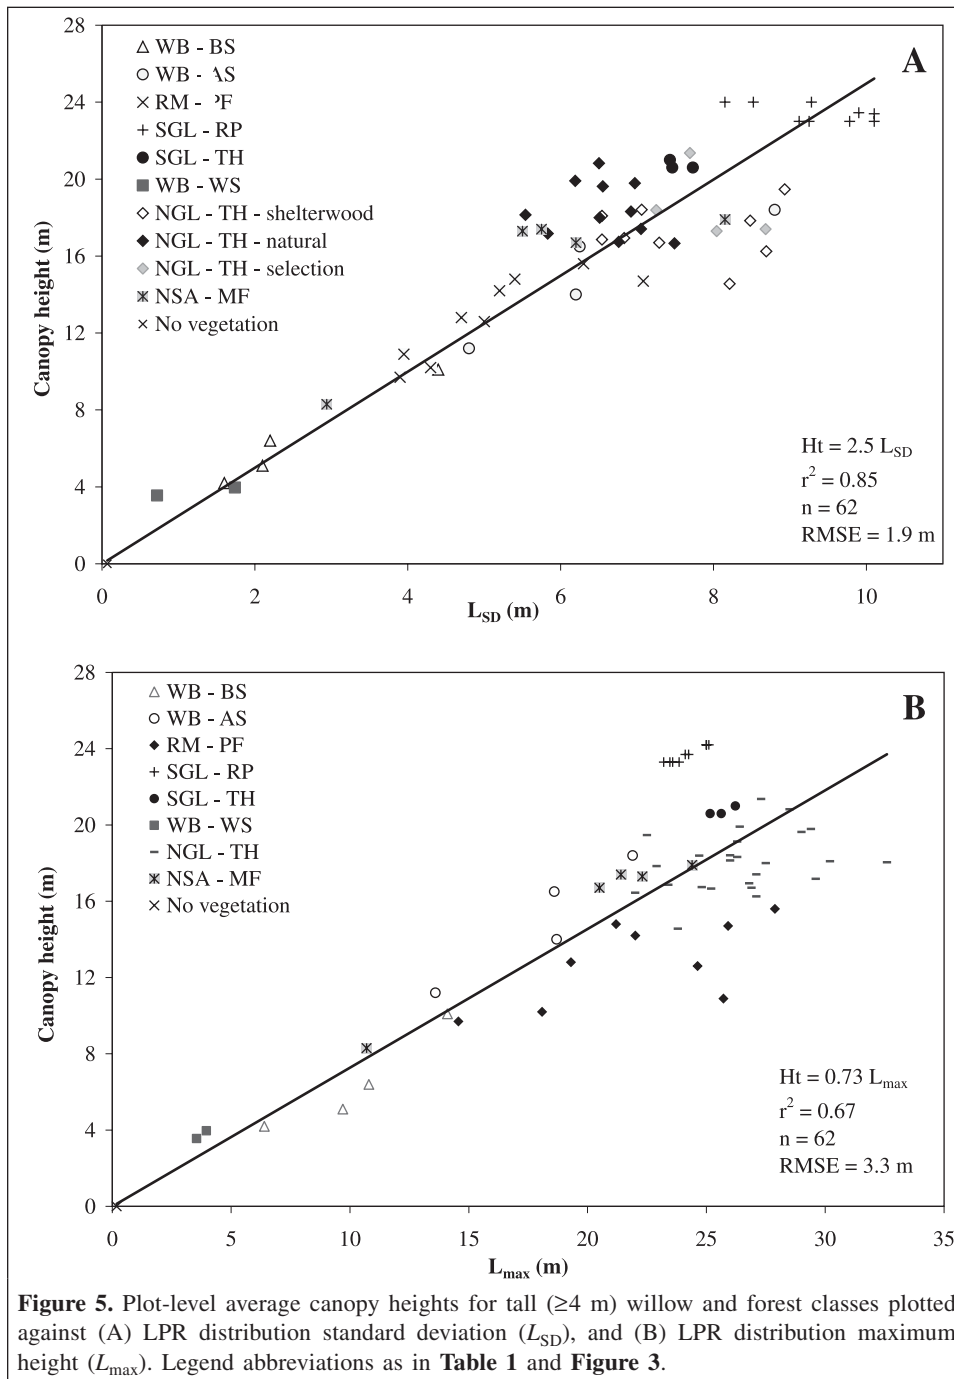 28
24
20
16
12
8
4
0
Canopy height (m)
WB - BS
WB - AS
RM - PF
SGL - RP
SGL - TH
WB - WS
NGL - TH - shelterwood
NGL - TH - natural
NGL - TH - selection
NSA - MF
No vegetation
A
Ht = 2.5 L_SD
r² = 0.85
n = 62
RMSE = 1.9 m
0 2 4 6 8 10
L_SD (m)
28
24
20
16
12
8
4
0
Canopy height (m)
WB - BS
WB - AS
RM - PF
SGL - RP
SGL - TH
WB - WS
NGL - TH
NSA - MF
No vegetation
B
Ht = 0.73 L_max
r² = 0.67
n = 62
RMSE = 3.3 m
0 5 10 15 20 25 30 35
L_max (m)
Figure 5. Plot-level average canopy heights for tall (≥4 m) willow and forest classes plotted
against (A) LPR distribution standard deviation (L_SD), and (B) LPR distribution maximum
height (L_max). Legend abbreviations as in Table 1 and Figure 3.